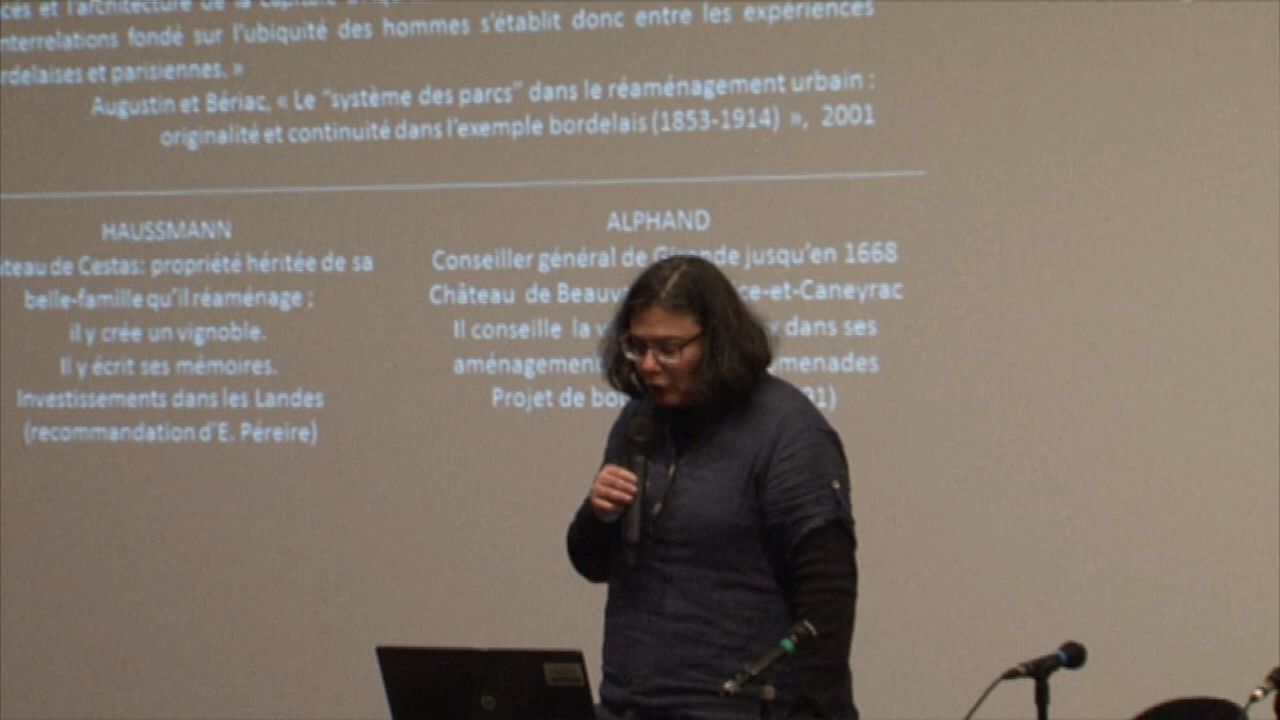 cés et l'architecture de la capitale
nterrelations fondé sur l'ubiquité des hommes s'établit donc entre les expériences
rdelaises et parisiennes. »
Augustin et Bériac, « Le "système des parcs" dans le réaménagement urbain :
originalité et continuité dans l'exemple bordelais (1853-1914) », 2001
HAUSSMANN
teau de Cestas: propriété héritée de sa
belle-famille qu'il réaménage ;
il y crée un vignoble.
Il y écrit ses mémoires.
Investissements dans les Landes
(recommandation d'E. Péreire)
ALPHAND
Conseiller général de Gironde jusqu'en 1668
Château de Beauv ce-et-Caneyrac
Il conseille la v x dans ses
aménagement menades
Projet de bou 91)